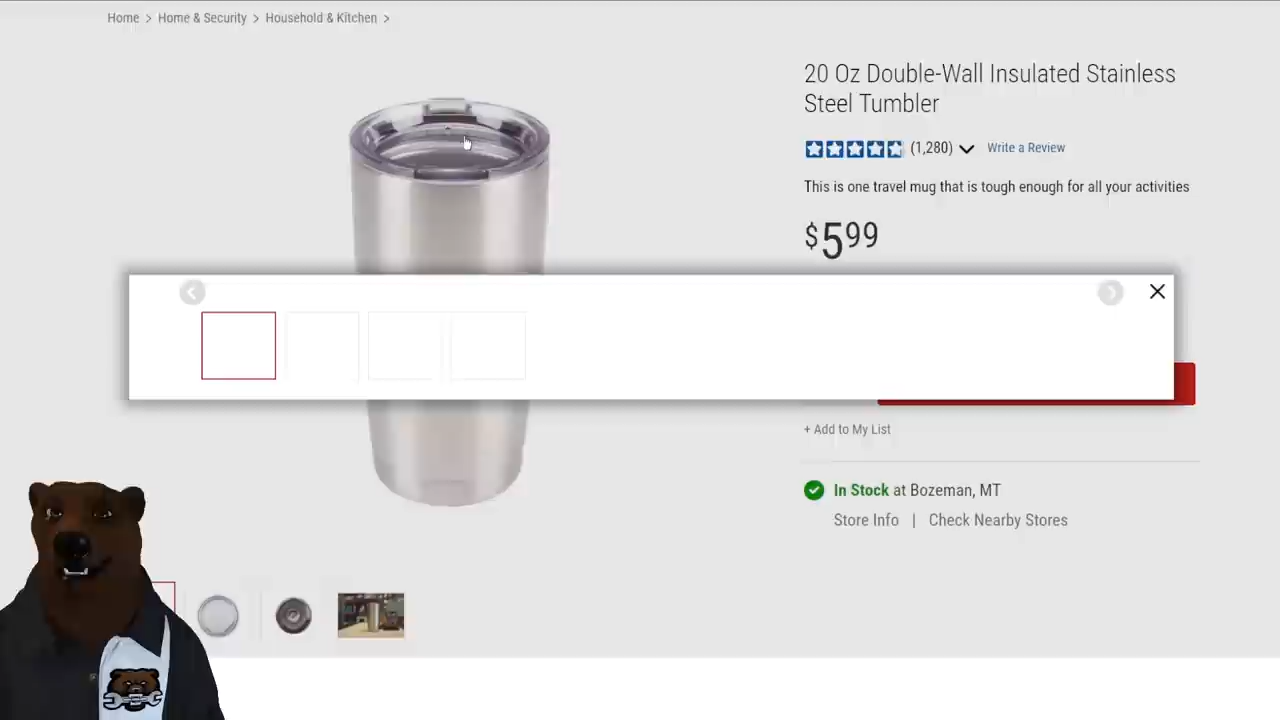 Home > Home & Security > Household & Kitchen >
20 Oz Double-Wall Insulated Stainless
Steel Tumbler
(1,280) Write a Review
This is one travel mug that is tough enough for all your activities
$599
+ Add to My List
In Stock at Bozeman, MT
Store Info | Check Nearby Stores